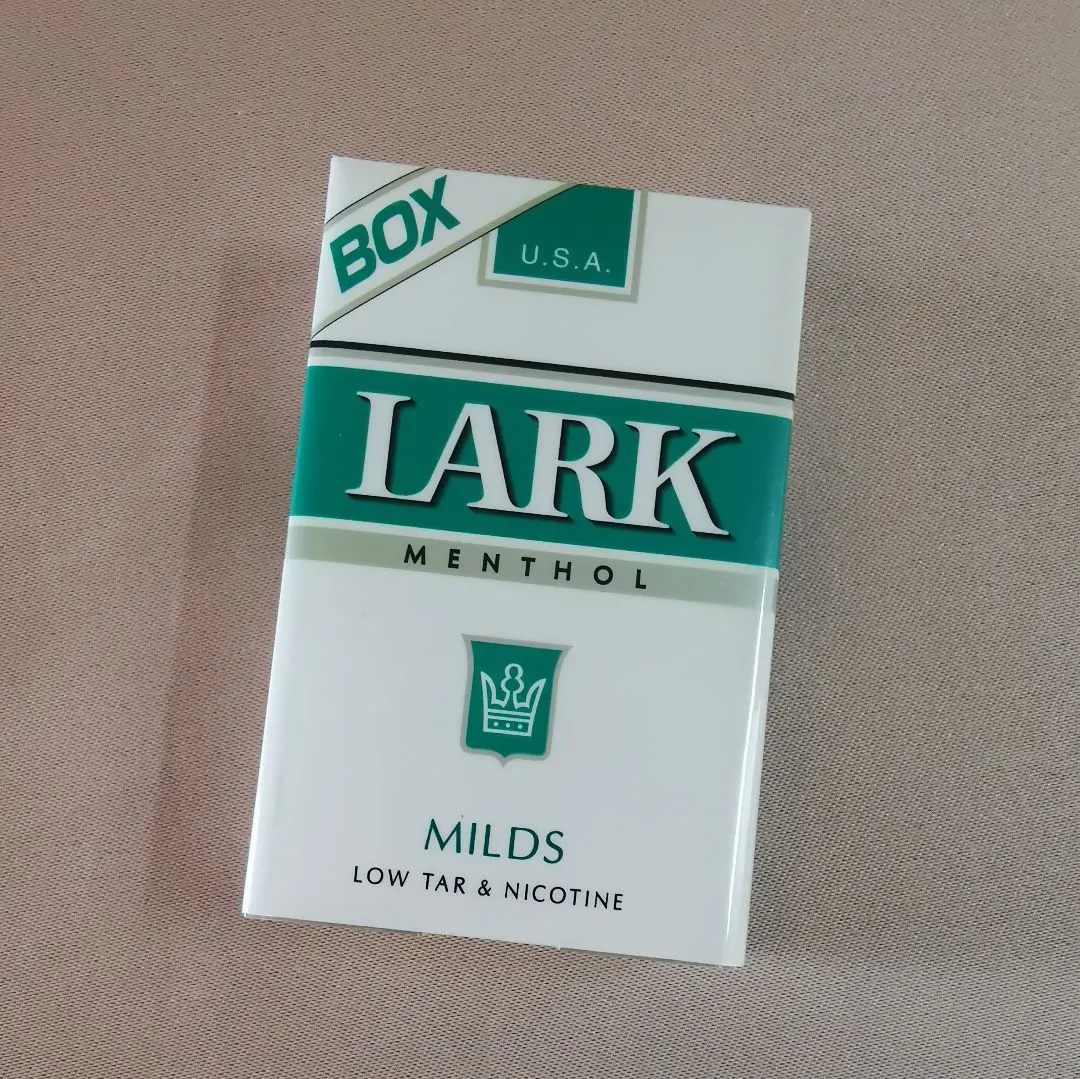 BOX
U.S.A.
LARK
MENTHOL
MILDS
LOW TAR & NICOTINE